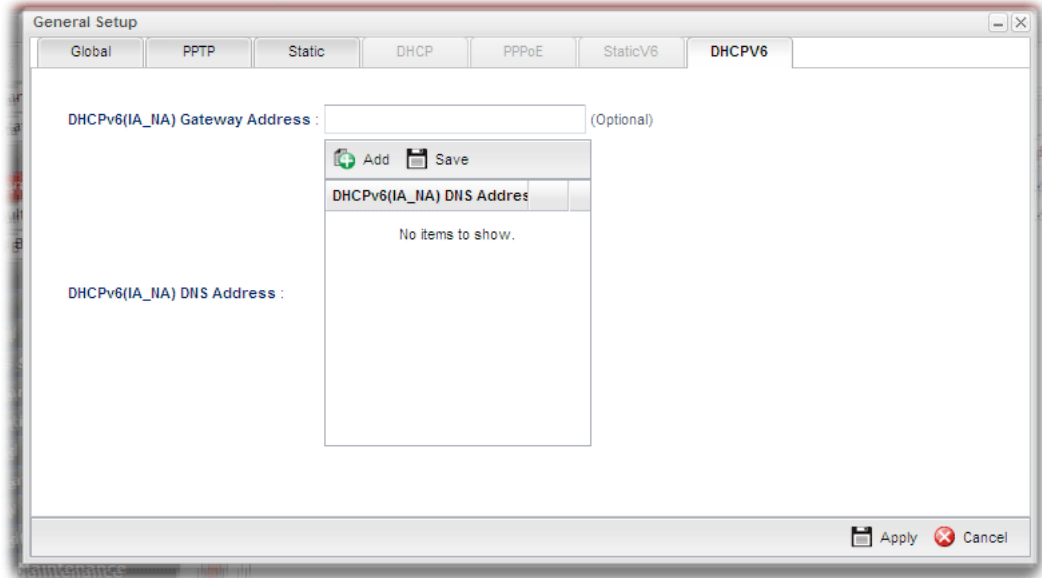 General Setup
Global PPTP Static DHCP PPPoE StaticV6 DHCPV6
DHCPv6(IA_NA) Gateway Address : (Optional)
Add Save
DHCPv6(IA_NA) DNS Addres
No items to show.
DHCPv6(IA_NA) DNS Address :
Apply Cancel